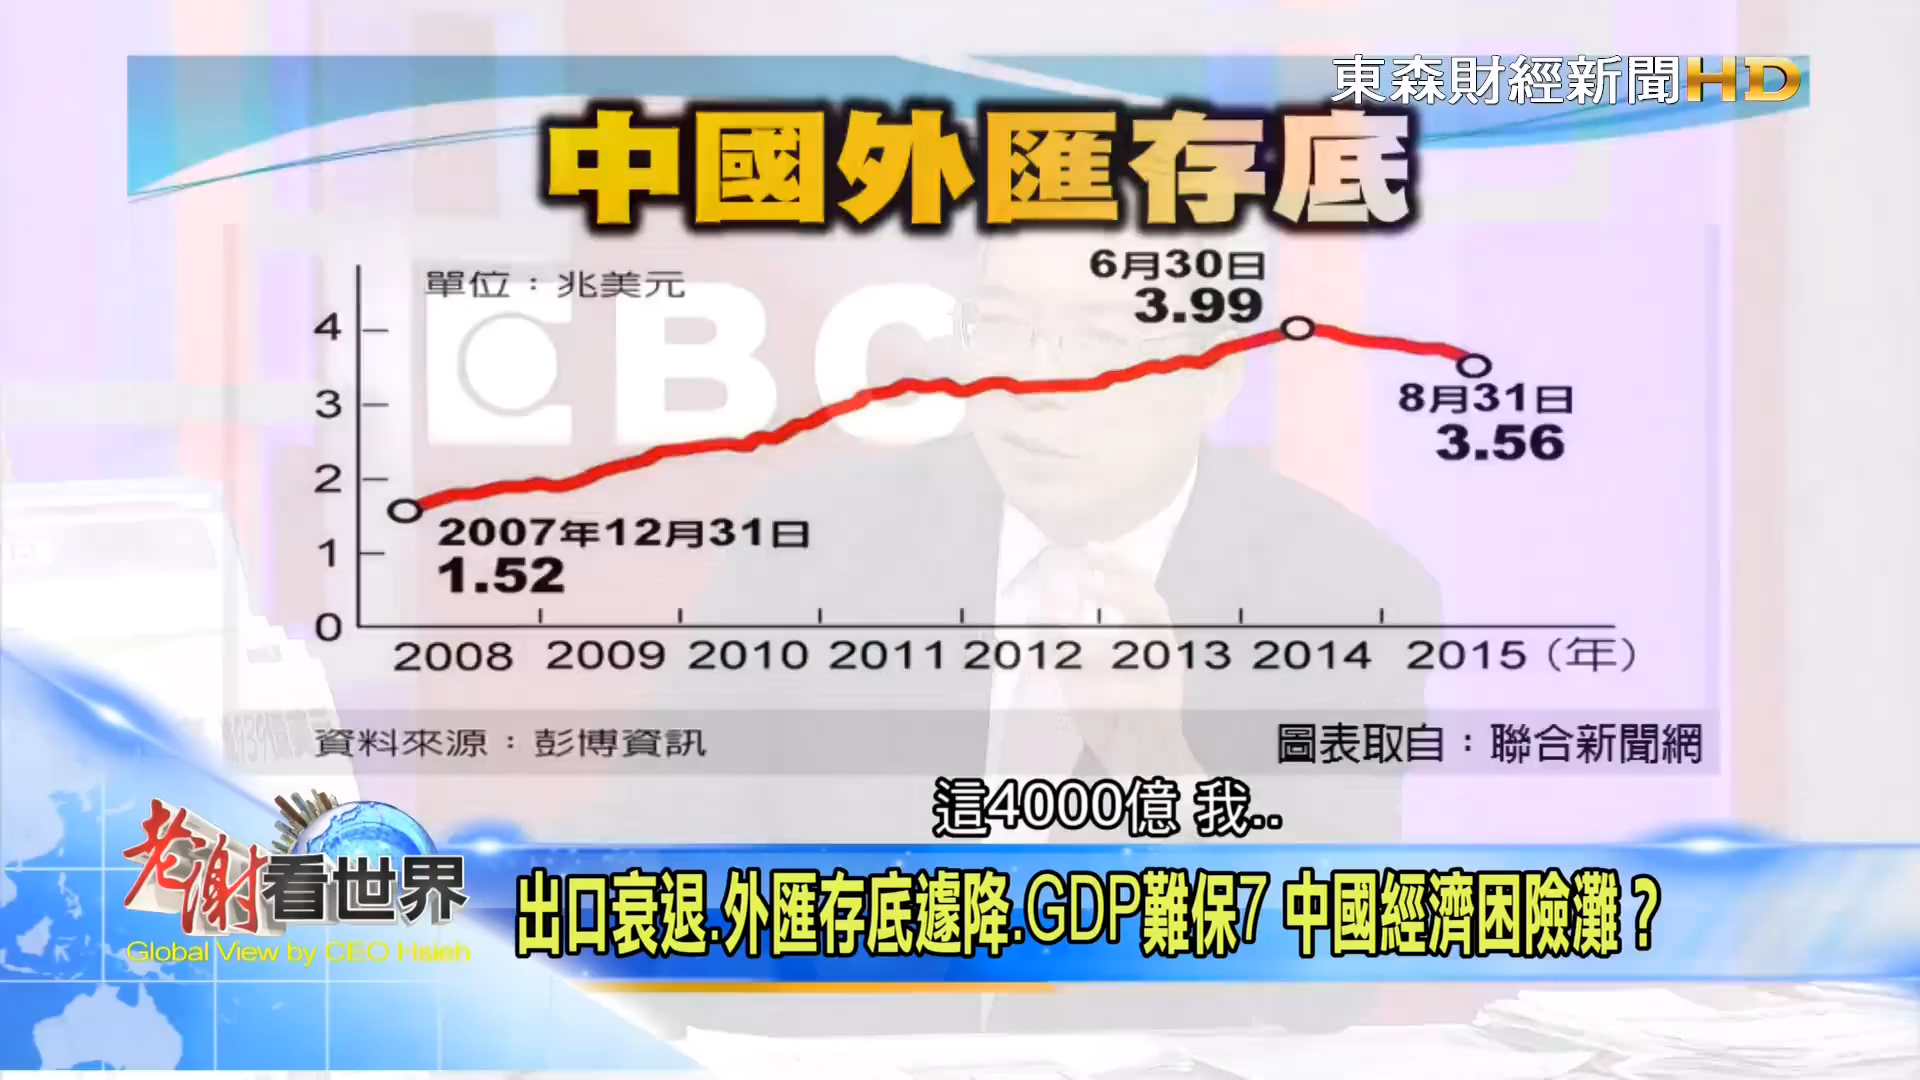 東森財經新聞HD
中國外匯存底
單位：兆美元
6月30日
3.99
4
3
2
1
0
8月31日
3.56
2007年12月31日
1.52
2008 2009 2010 2011 2012 2013 2014 2015（年）
資料來源：彭博資訊
圖表取自：聯合新聞網
EBC
這4000億 我..
老謝看世界
Global View by CEO Hsieh
出口衰退.外匯存底遽降.GDP難保7 中國經濟困險灘？